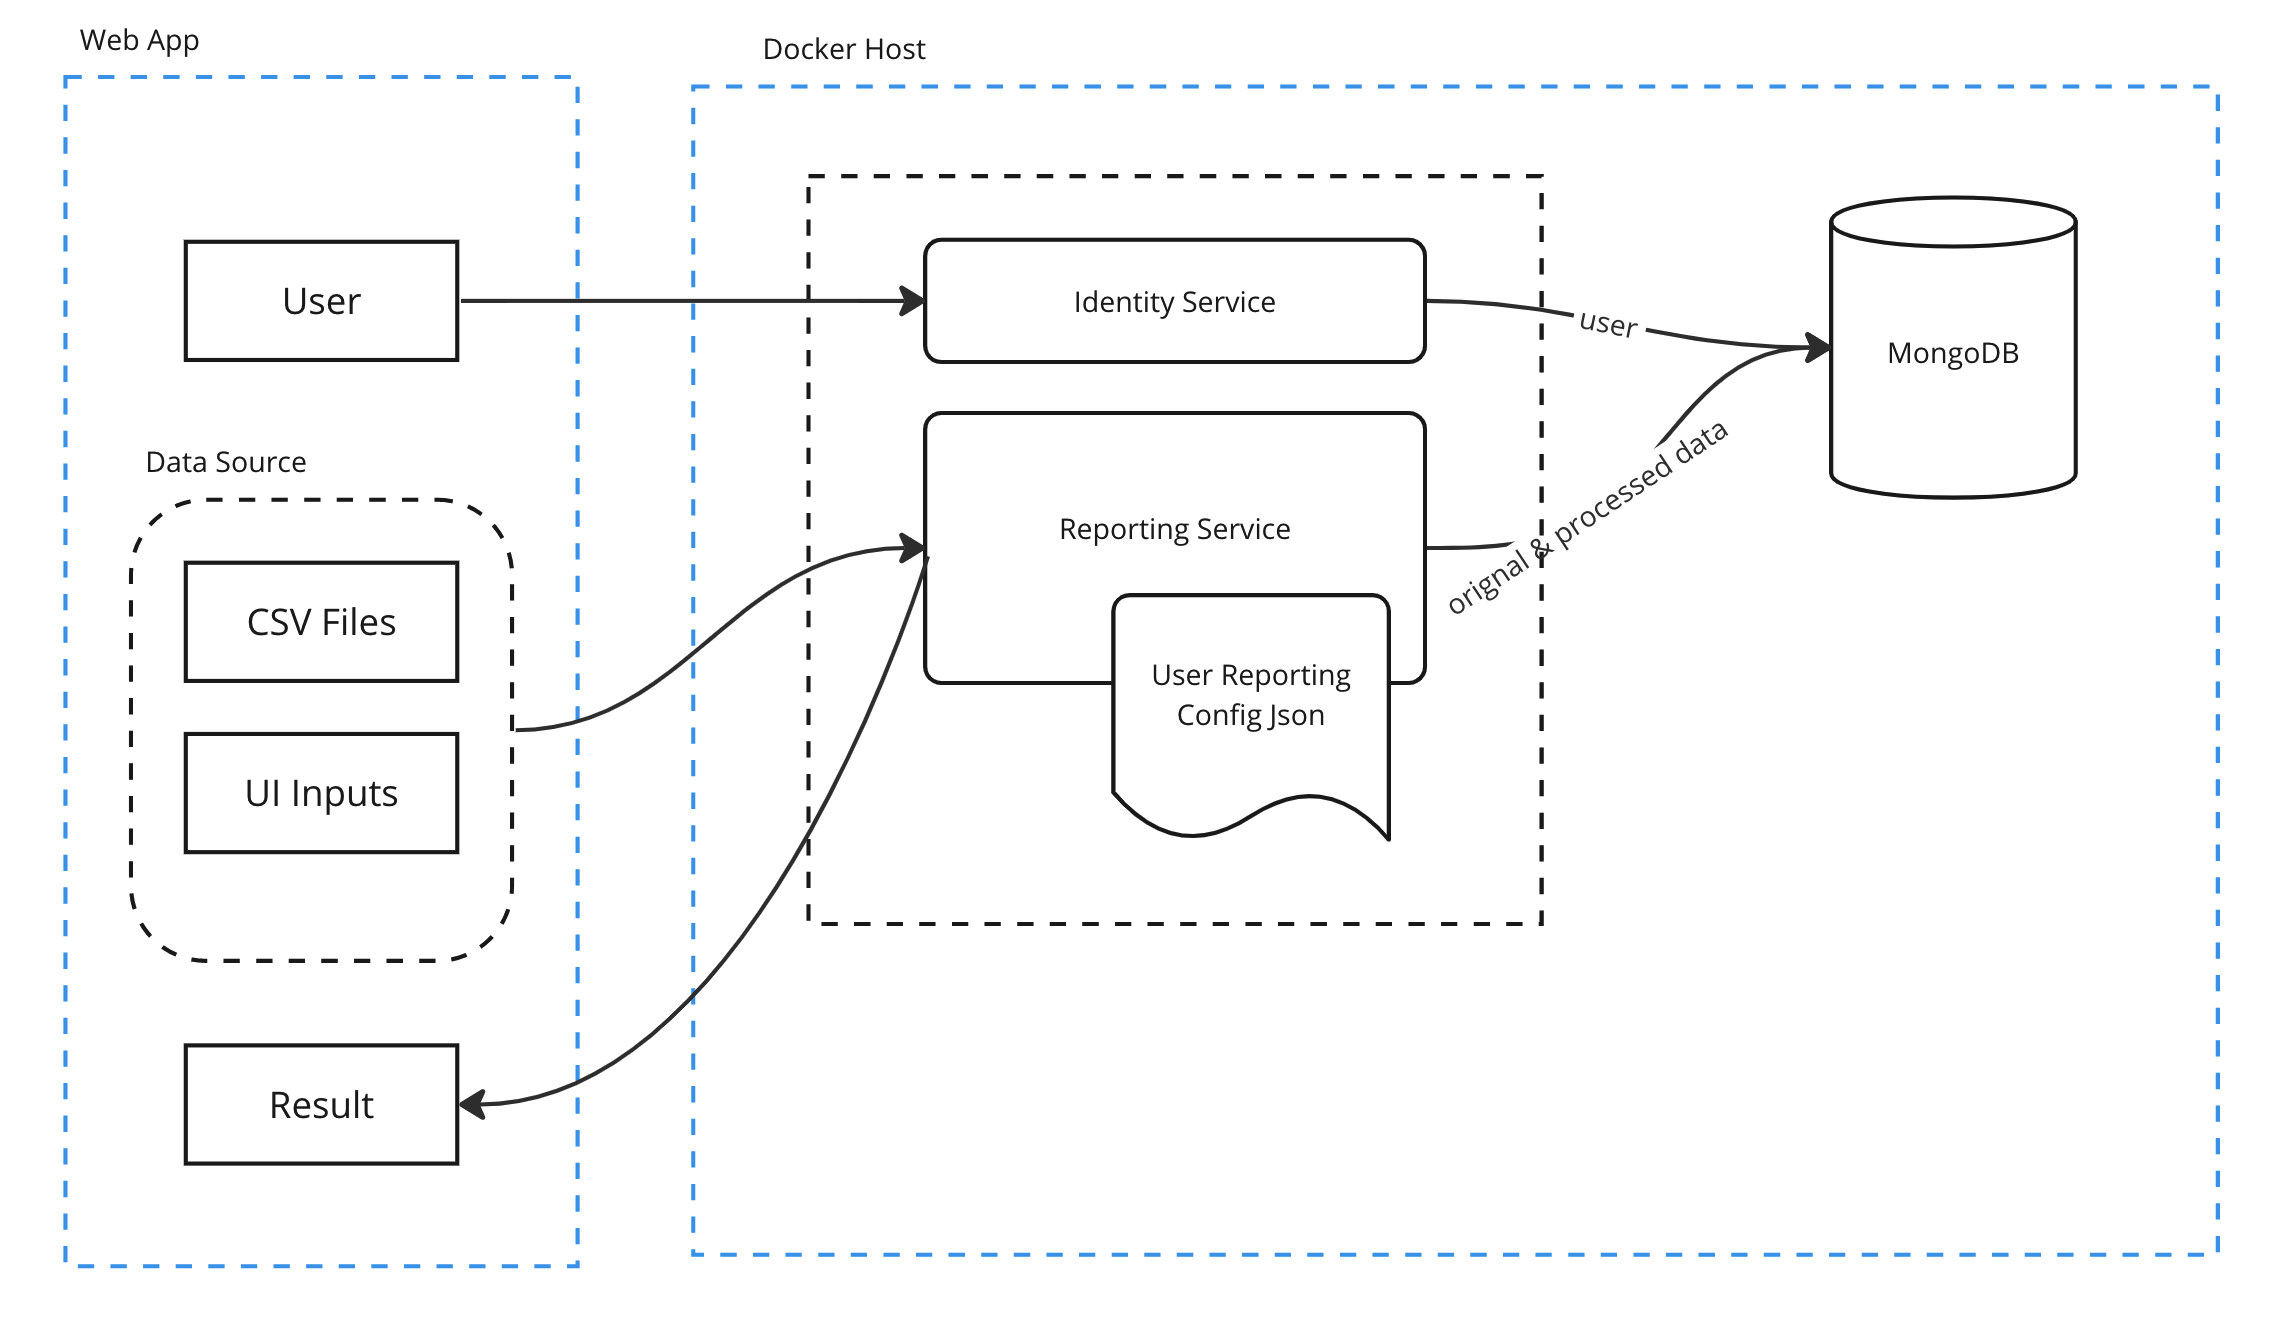 Web App
Docker Host
User
Identity Service
user
MongoDB
Data Source
CSV Files
UI Inputs
Reporting Service
orignal & processed data
User Reporting
Config Json
Result